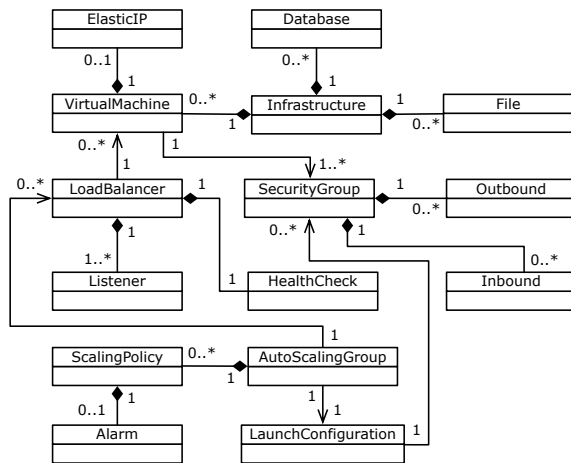 ElasticIP Database
0..1 1 0..* 1
VirtualMachine 0..* 1 Infrastructure 1 0..* File
0..* 1 1 1..*
0..* LoadBalancer 1 SecurityGroup 1 0..* Outbound
1 0..* 1
1..* 1 0..*
Listener HealthCheck Inbound
1
ScalingPolicy 0..* 1 AutoScalingGroup
1 1
0..1 1
Alarm LaunchConfiguration 1